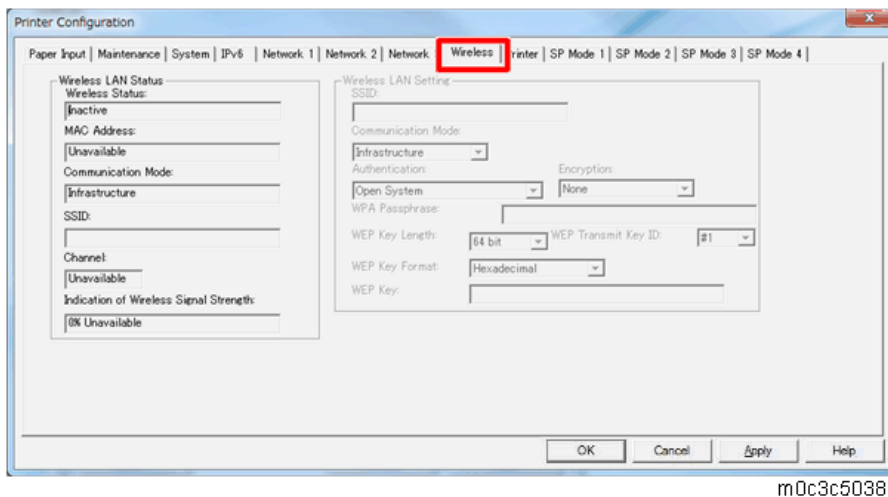 Printer Configuration
Paper Input | Maintenance | System | IPv6 | Network 1 | Network 2 | Network Wireless rinter | SP Mode 1 | SP Mode 2 | SP Mode 3 | SP Mode 4 |
Wireless LAN Status
Wireless Status:
Inactive
MAC Address:
Unavailable
Communication Mode:
Infrastructure
SSID:
Channel:
Unavailable
Indication of Wireless Signal Strength:
0% Unavailable
Wireless LAN Setting
SSID:
Communication Mode:
Infrastructure
Authentication: Encryption:
Open System None
WPA Passphrase:
WEP Key Length: 64 bit WEP Transmit Key ID: #1
WEP Key Format: Hexadecimal
WEP Key:
OK Cancel Apply Help
m0c3c5038